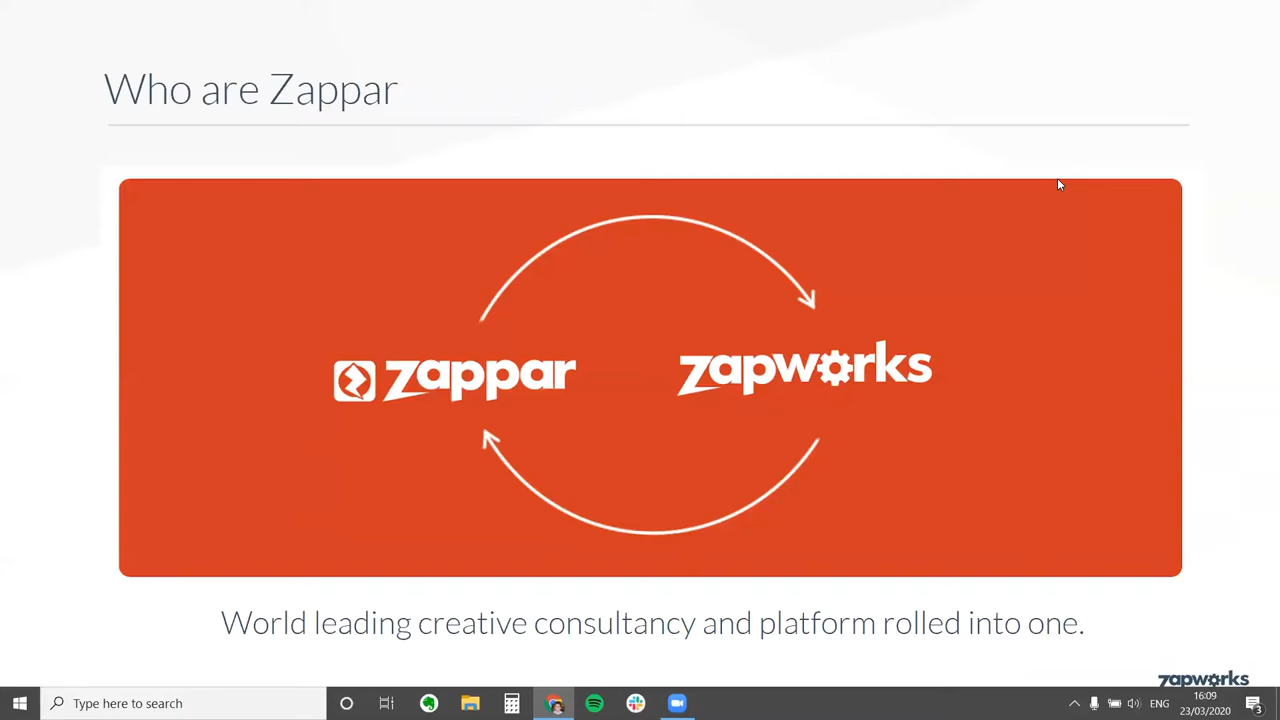 Who are Zappar
zappar
zapworks
World leading creative consultancy and platform rolled into one.
zapworks
Type here to search
ENG
16:09
23/03/2020
3